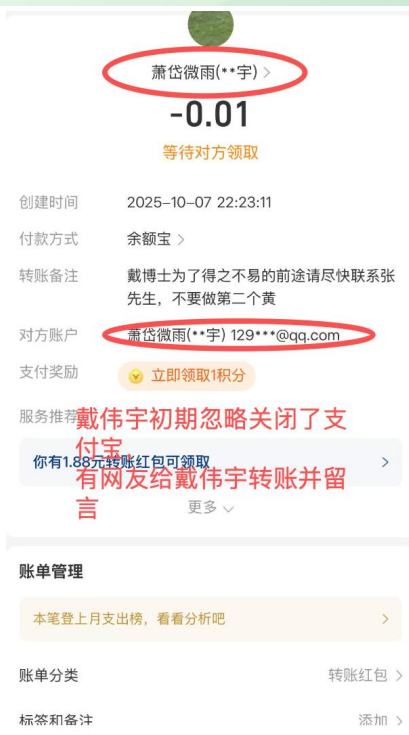 萧岱微雨(**宇) >
-0.01
等待对方领取
创建时间 2025-10-07 22:23:11
付款方式 余额宝 >
转账备注 戴博士为了得之不易的前途请尽快联系张
先生，不要做第二个黄
对方账户 萧岱微雨(**宇) 129***@qq.com
支付奖励 立即领取1积分
服务推荐
戴伟宇初期忽略关闭了支
付宝，
你有1.88元转账红包可领取 >
有网友给戴伟宇转账并留
言
更多
账单管理
本笔登上月支出榜，看看分析吧 >
账单分类 转账红包 >
标签和备注 添加 >